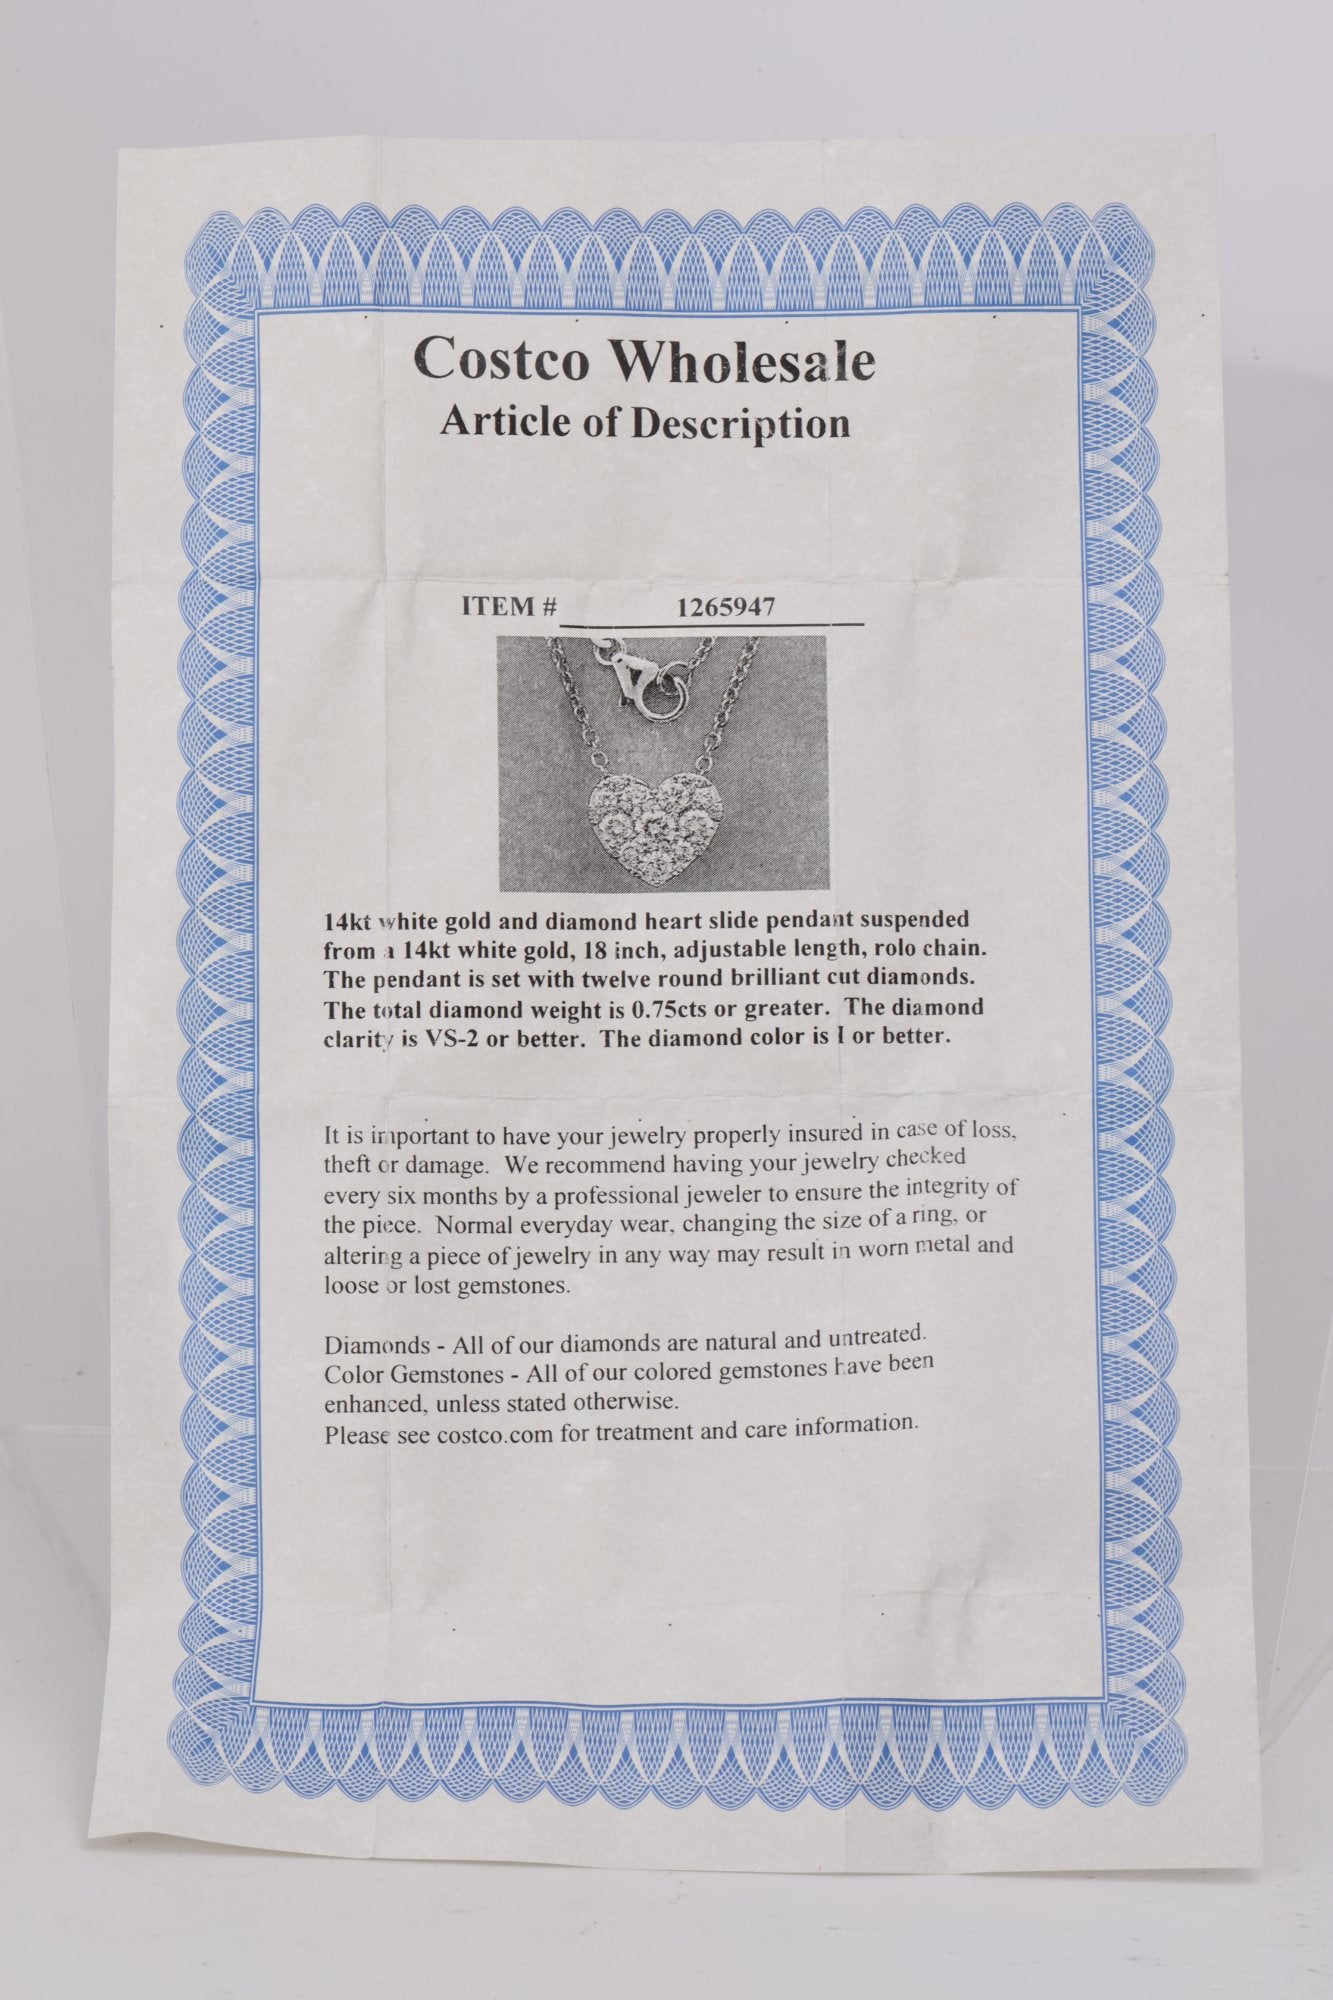 Costco Wholesale
Article of Description
ITEM # 1265947
14kt white gold and diamond heart slide pendant suspended
from a 14kt white gold, 18 inch, adjustable length, rolo chain.
The pendant is set with twelve round brilliant cut diamonds.
The total diamond weight is 0.75cts or greater.  The diamond
clarity is VS-2 or better.  The diamond color is I or better.
It is important to have your jewelry properly insured in case of loss,
theft or damage.  We recommend having your jewelry checked
every six months by a professional jeweler to ensure the integrity of
the piece.  Normal everyday wear, changing the size of a ring, or
altering a piece of jewelry in any way may result in worn metal and
loose or lost gemstones.
Diamonds - All of our diamonds are natural and untreated.
Color Gemstones - All of our colored gemstones have been
enhanced, unless stated otherwise.
Please see costco.com for treatment and care information.